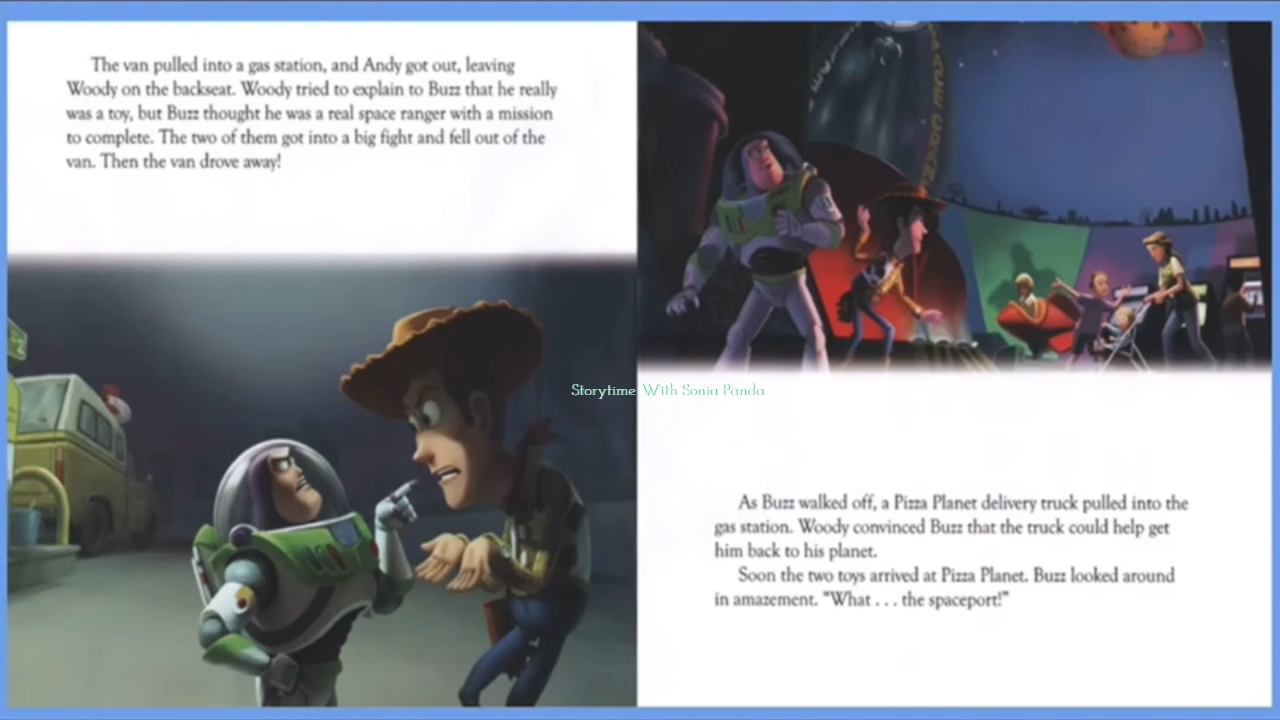 The van pulled into a gas station, and Andy got out, leaving
Woody on the backseat. Woody tried to explain to Buzz that he really
was a toy, but Buzz thought he was a real space ranger with a mission
to complete. The two of them got into a big fight and fell out of the
van. Then the van drove away!
Storytime With Sonia Panda
As Buzz walked off, a Pizza Planet delivery truck pulled into the
gas station. Woody convinced Buzz that the truck could help get
him back to his planet.
Soon the two toys arrived at Pizza Planet. Buzz looked around
in amazement. “What . . . the spaceport!”